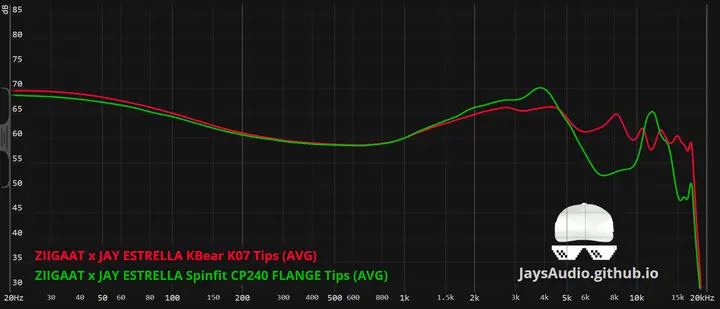 dB
85
80
75
70
65
60
55
50
45
40
35
30
ZIIGAAT x JAY ESTRELLA KBear K07 Tips (AVG)
ZIIGAAT x JAY ESTRELLA Spinfit CP240 FLANGE Tips (AVG)
JaysAudio.github.io
20Hz 30 40 50 60 80 100 150 200 300 400 500 600 800 1k 1.5k 2k 3k 4k 5k 6k 8k 10k 15k 20kHz